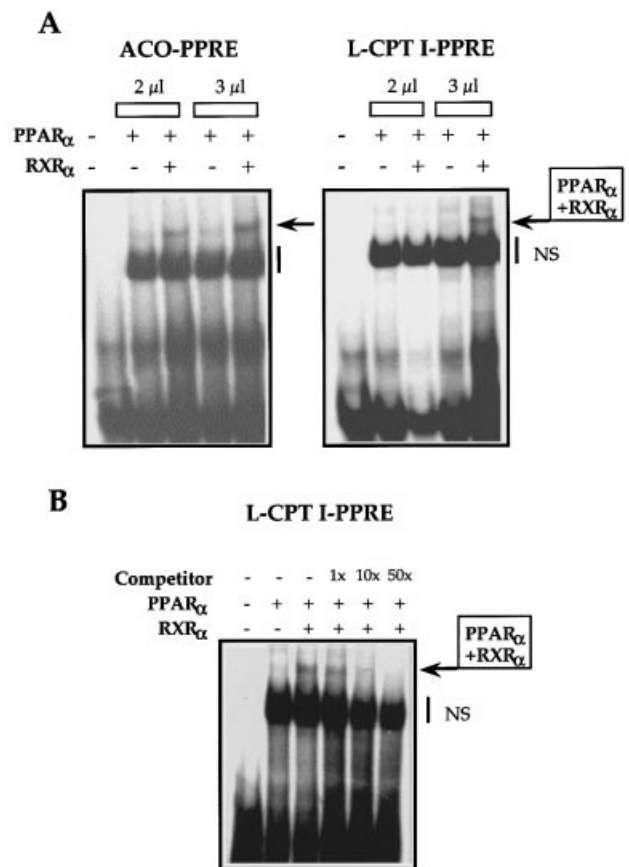 A
ACO-PPRE
L-CPT I-PPRE
2 µl 3 µl
2 µl 3 µl
PPARα - + + + +
- + + + +
RXRα - - + - +
- - + - +
PPARα
+RXRα
NS
B
L-CPT I-PPRE
Competitor - - - 1x 10x 50x
PPARα - + + + + +
RXRα - - + + + +
PPARα
+RXRα
NS